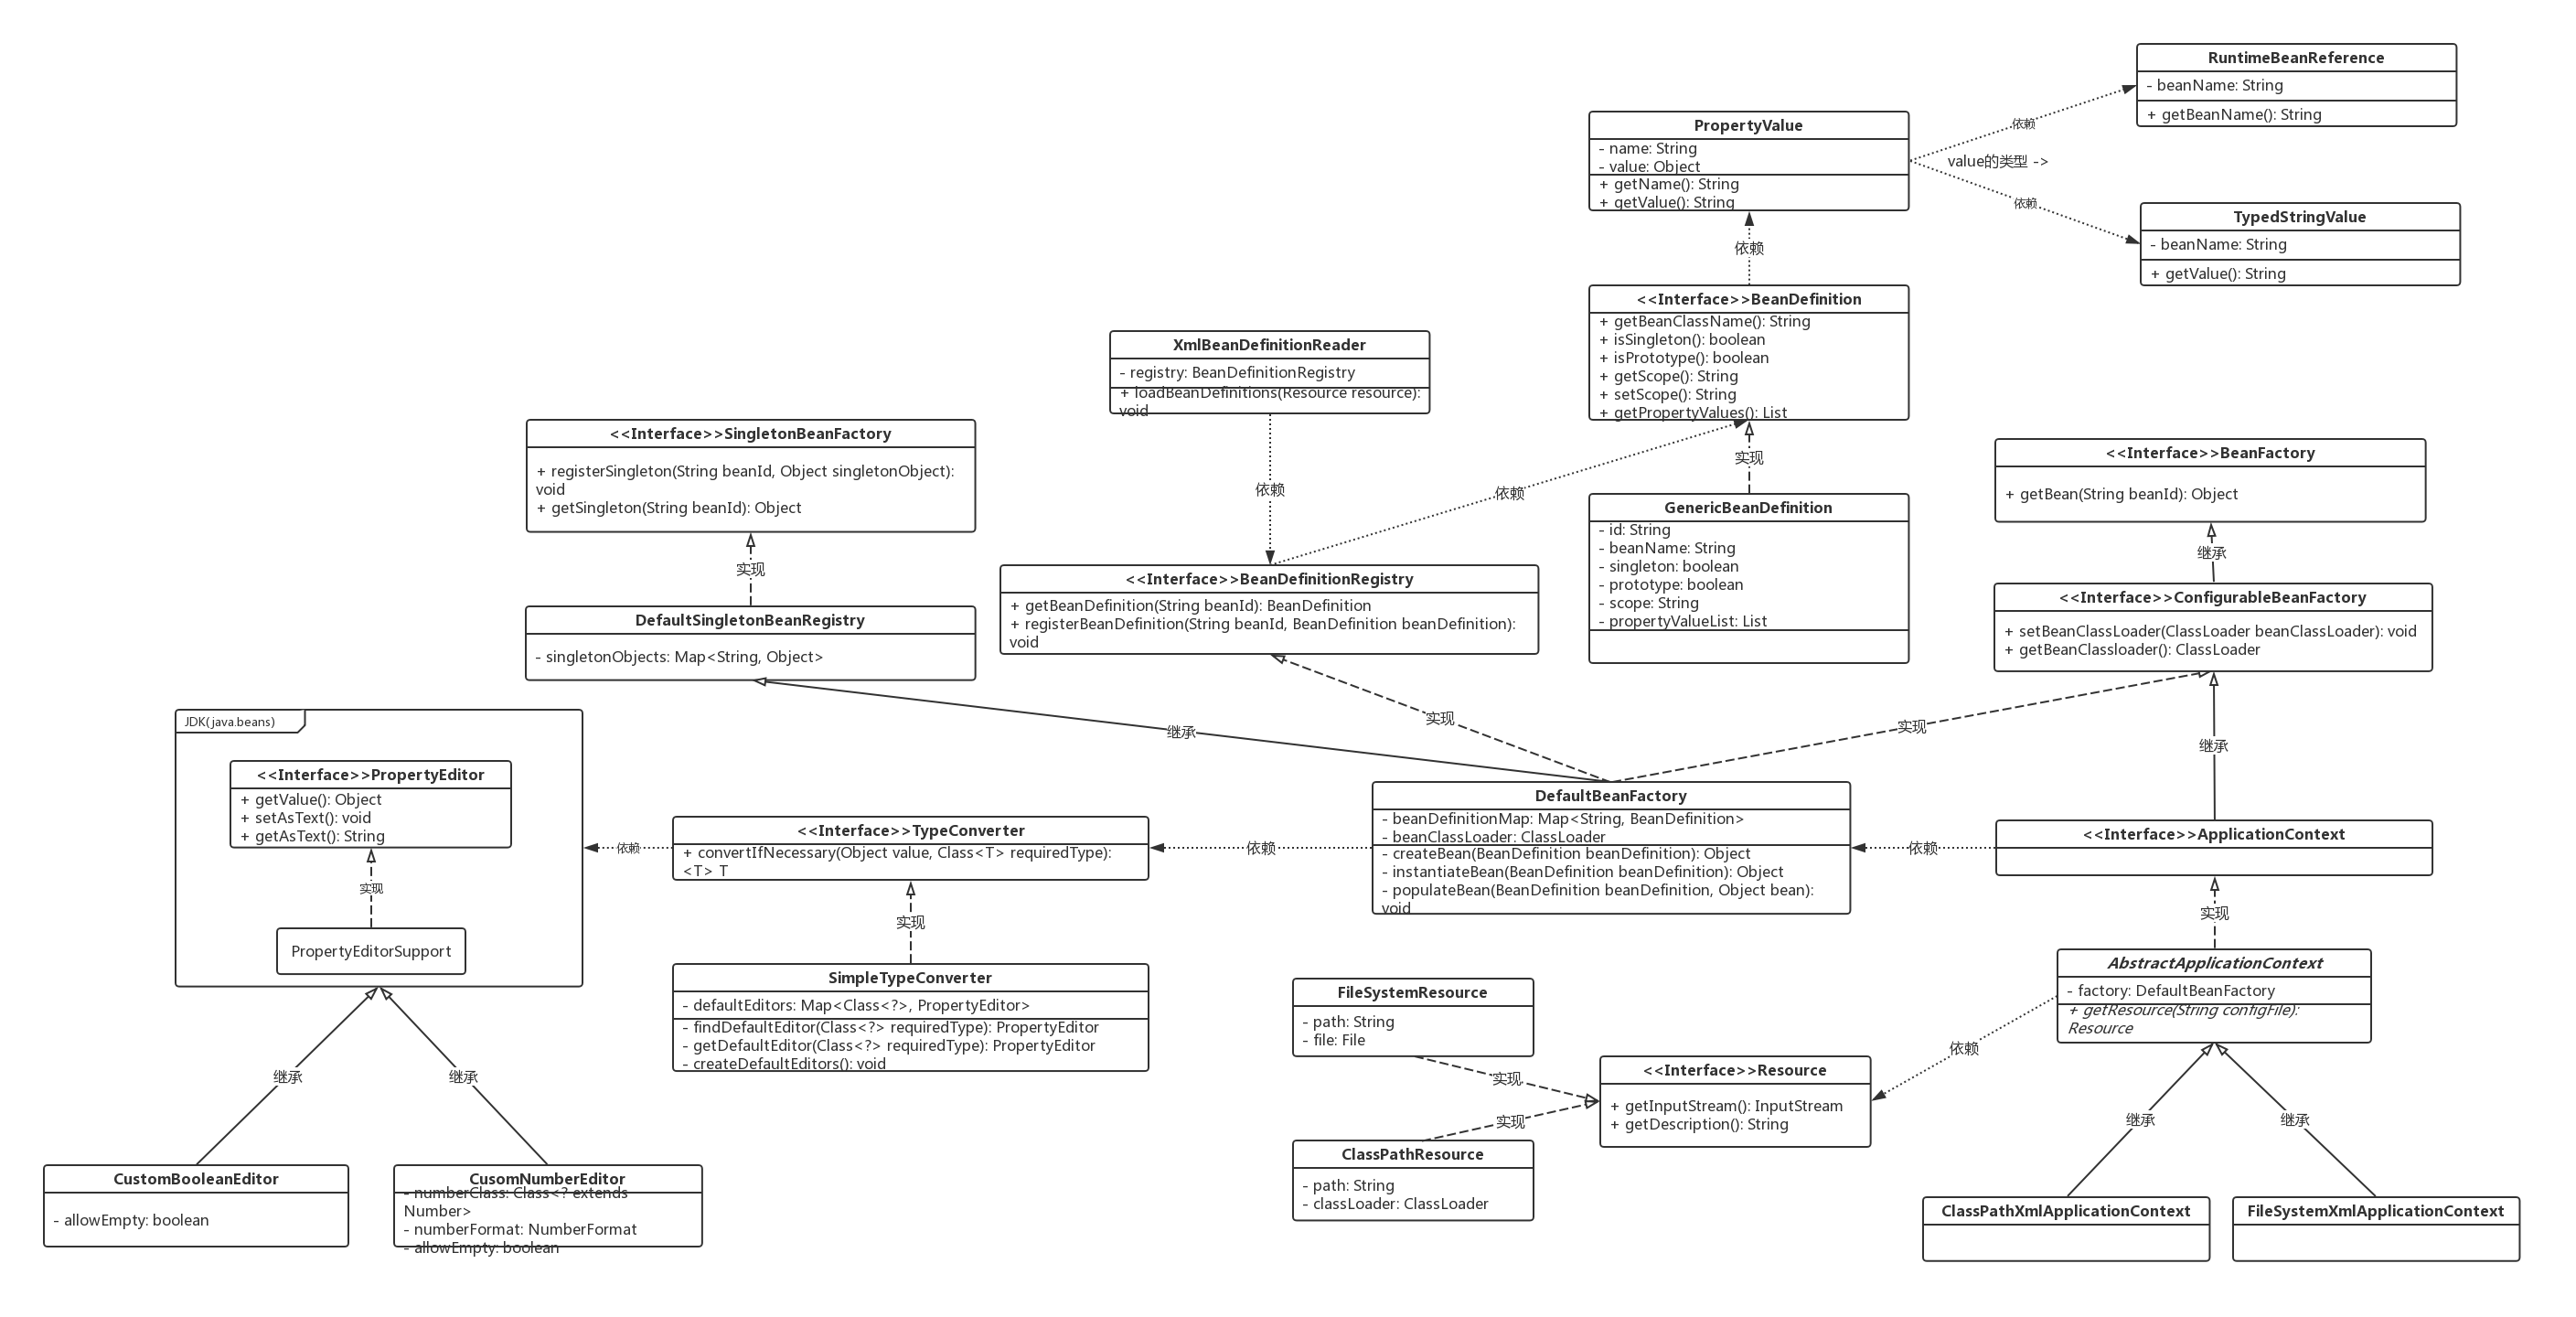 RuntimeBeanReference
- beanName: String
+ getBeanName(): String
PropertyValue
- name: String
- value: Object
+ getName(): String
+ getValue(): String
依赖
value的类型 ->
依赖
TypedStringValue
- beanName: String
+ getValue(): String
依赖
<<Interface>>BeanDefinition
+ getBeanClassName(): String
+ isSingleton(): boolean
+ isPrototype(): boolean
+ getScope(): String
+ setScope(): String
+ getPropertyValues(): List
XmlBeanDefinitionReader
- registry: BeanDefinitionRegistry
+ loadBeanDefinitions(Resource resource):
void
<<Interface>>SingletonBeanFactory
+ registerSingleton(String beanId, Object singletonObject):
void
+ getSingleton(String beanId): Object
依赖
依赖
实现
<<Interface>>BeanFactory
+ getBean(String beanId): Object
GenericBeanDefinition
- id: String
- beanName: String
- singleton: boolean
- prototype: boolean
- scope: String
- propertyValueList: List
实现
继承
<<Interface>>BeanDefinitionRegistry
+ getBeanDefinition(String beanId): BeanDefinition
+ registerBeanDefinition(String beanId, BeanDefinition beanDefinition):
void
<<Interface>>ConfigurableBeanFactory
+ setBeanClassLoader(ClassLoader beanClassLoader): void
+ getBeanClassloader(): ClassLoader
DefaultSingletonBeanRegistry
- singletonObjects: Map<String, Object>
继承
实现
实现
继承
JDK(java.beans)
<<Interface>>PropertyEditor
+ getValue(): Object
+ setAsText(): void
+ getAsText(): String
实现
PropertyEditorSupport
依赖
<<Interface>>TypeConverter
+ convertIfNecessary(Object value, Class<T> requiredType):
<T> T
依赖
DefaultBeanFactory
- beanDefinitionMap: Map<String, BeanDefinition>
- beanClassLoader: ClassLoader
- createBean(BeanDefinition beanDefinition): Object
- instantiateBean(BeanDefinition beanDefinition): Object
- populateBean(BeanDefinition beanDefinition, Object bean):
void
依赖
<<Interface>>ApplicationContext
实现
实现
SimpleTypeConverter
- defaultEditors: Map<Class<?>, PropertyEditor>
- findDefaultEditor(Class<?> requiredType): PropertyEditor
- getDefaultEditor(Class<?> requiredType): PropertyEditor
- createDefaultEditors(): void
AbstractApplicationContext
- factory: DefaultBeanFactory
+ getResource(String configFile):
Resource
FileSystemResource
- path: String
- file: File
依赖
实现
<<Interface>>Resource
+ getInputStream(): InputStream
+ getDescription(): String
实现
ClassPathResource
- path: String
- classLoader: ClassLoader
继承
继承
继承
继承
CustomBooleanEditor
- allowEmpty: boolean
CusomNumberEditor
- numberClass: Class<? extends
Number>
- numberFormat: NumberFormat
- allowEmpty: boolean
ClassPathXmlApplicationContext
FileSystemXmlApplicationContext